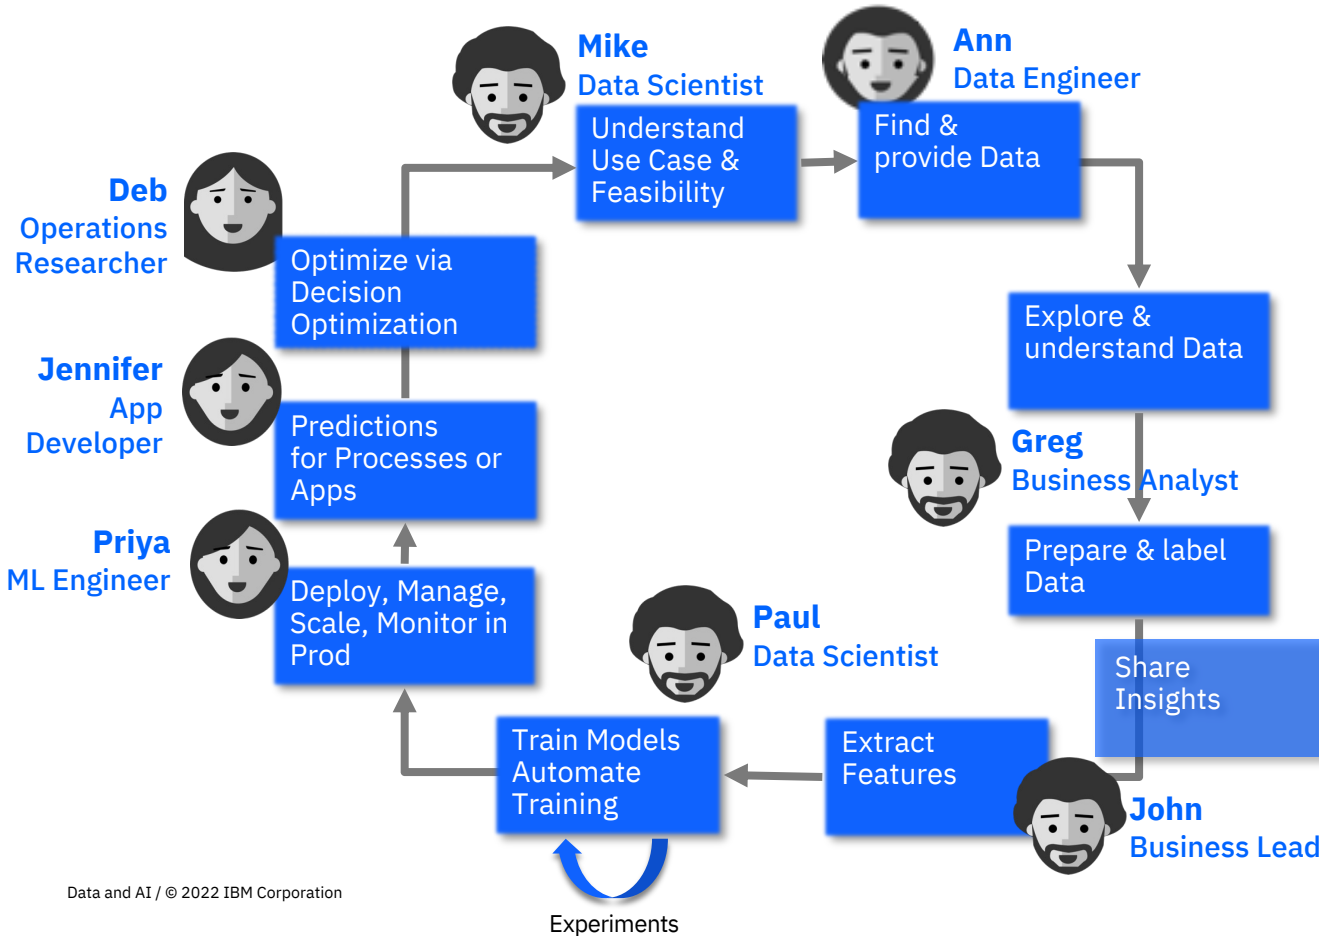 Mike
Data Scientist
Understand
Use Case &
Feasibility
Ann
Data Engineer
Find &
provide Data
Explore &
understand Data
Greg
Business Analyst
Prepare & label
Data
Share
Insights
John
Business Lead
Extract
Features
Paul
Data Scientist
Train Models
Automate
Training
Experiments
Priya
ML Engineer
Deploy, Manage,
Scale, Monitor in
Prod
Jennifer
App
Developer
Predictions
for Processes or
Apps
Deb
Operations
Researcher
Optimize via
Decision
Optimization
Data and AI / © 2022 IBM Corporation